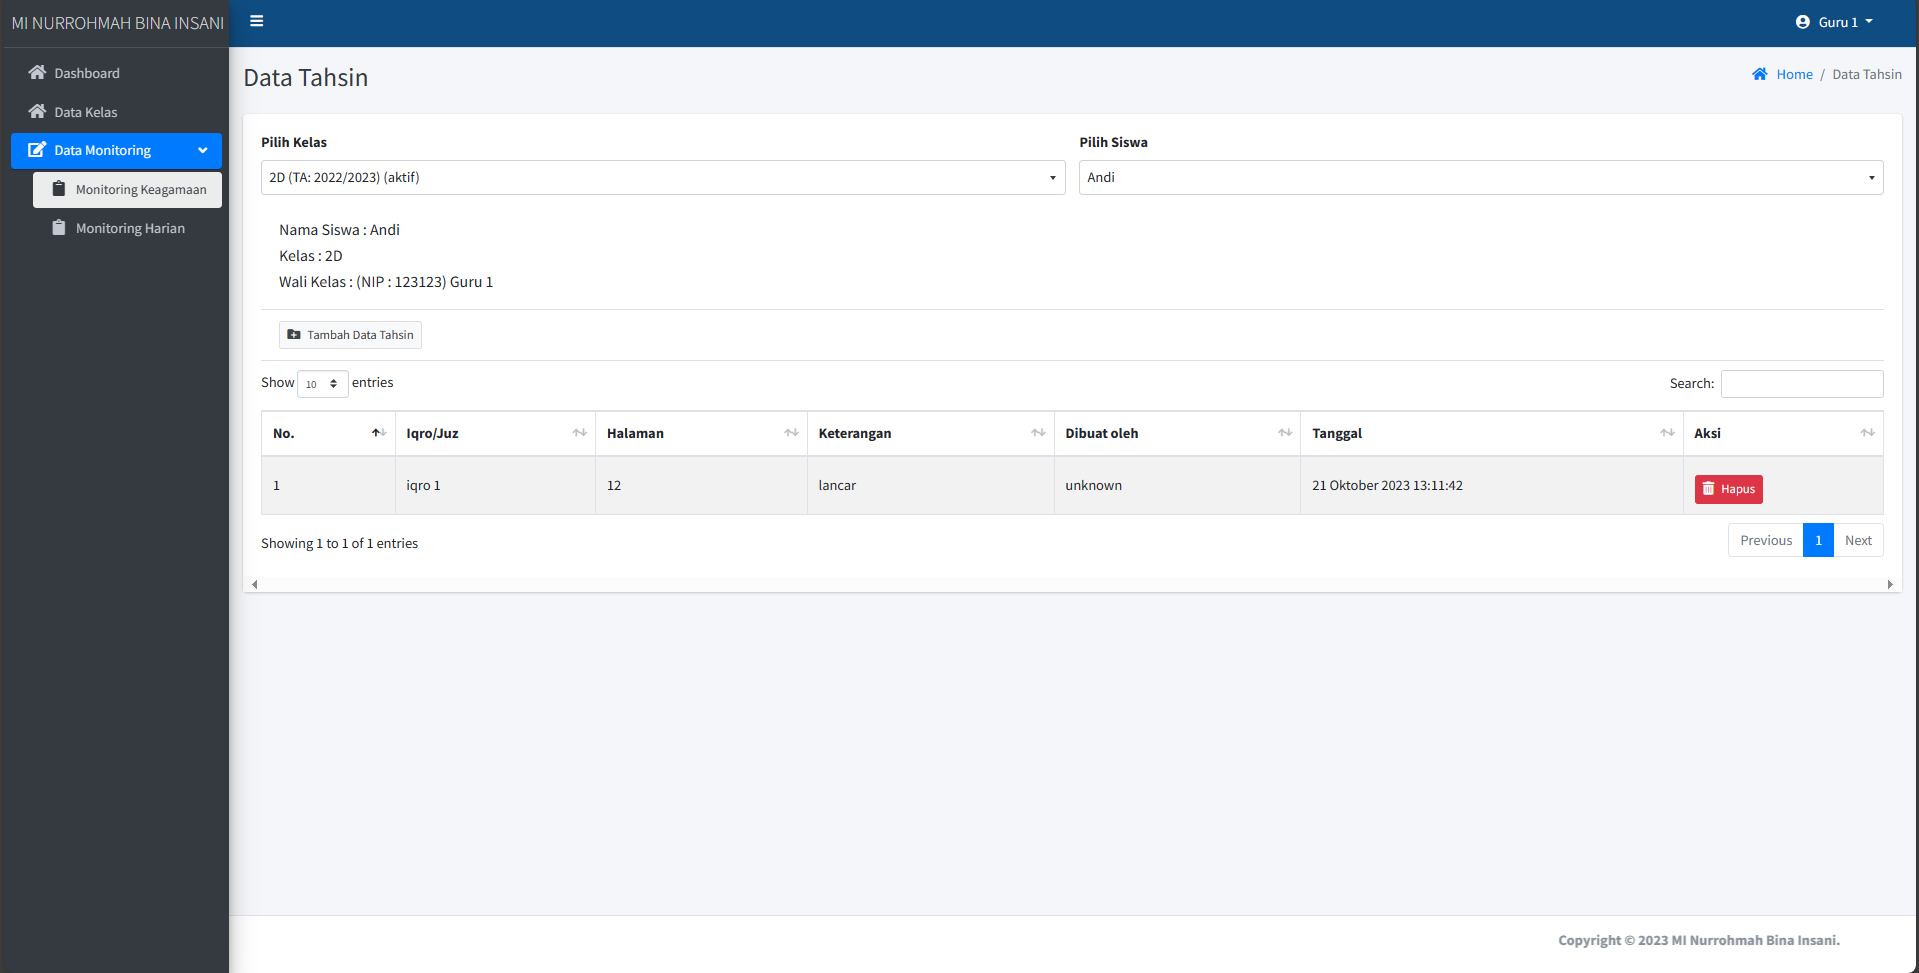 MI NURROHMAH BINA INSANI
Guru 1
Dashboard
Data Kelas
Data Monitoring
Monitoring Keagamaan
Monitoring Harian
Data Tahsin
Home / Data Tahsin
Pilih Kelas
Pilih Siswa
2D (TA: 2022/2023) (aktif)
Andi
Nama Siswa : Andi
Kelas : 2D
Wali Kelas : (NIP : 123123) Guru 1
Tambah Data Tahsin
Show 10 entries
Search:
No. Iqro/Juz Halaman Keterangan Dibuat oleh Tanggal Aksi
1 iqro 1 12 lancar unknown 21 Oktober 2023 13:11:42 Hapus
Showing 1 to 1 of 1 entries
Previous 1 Next
Copyright © 2023 MI Nurrohmah Bina Insani.